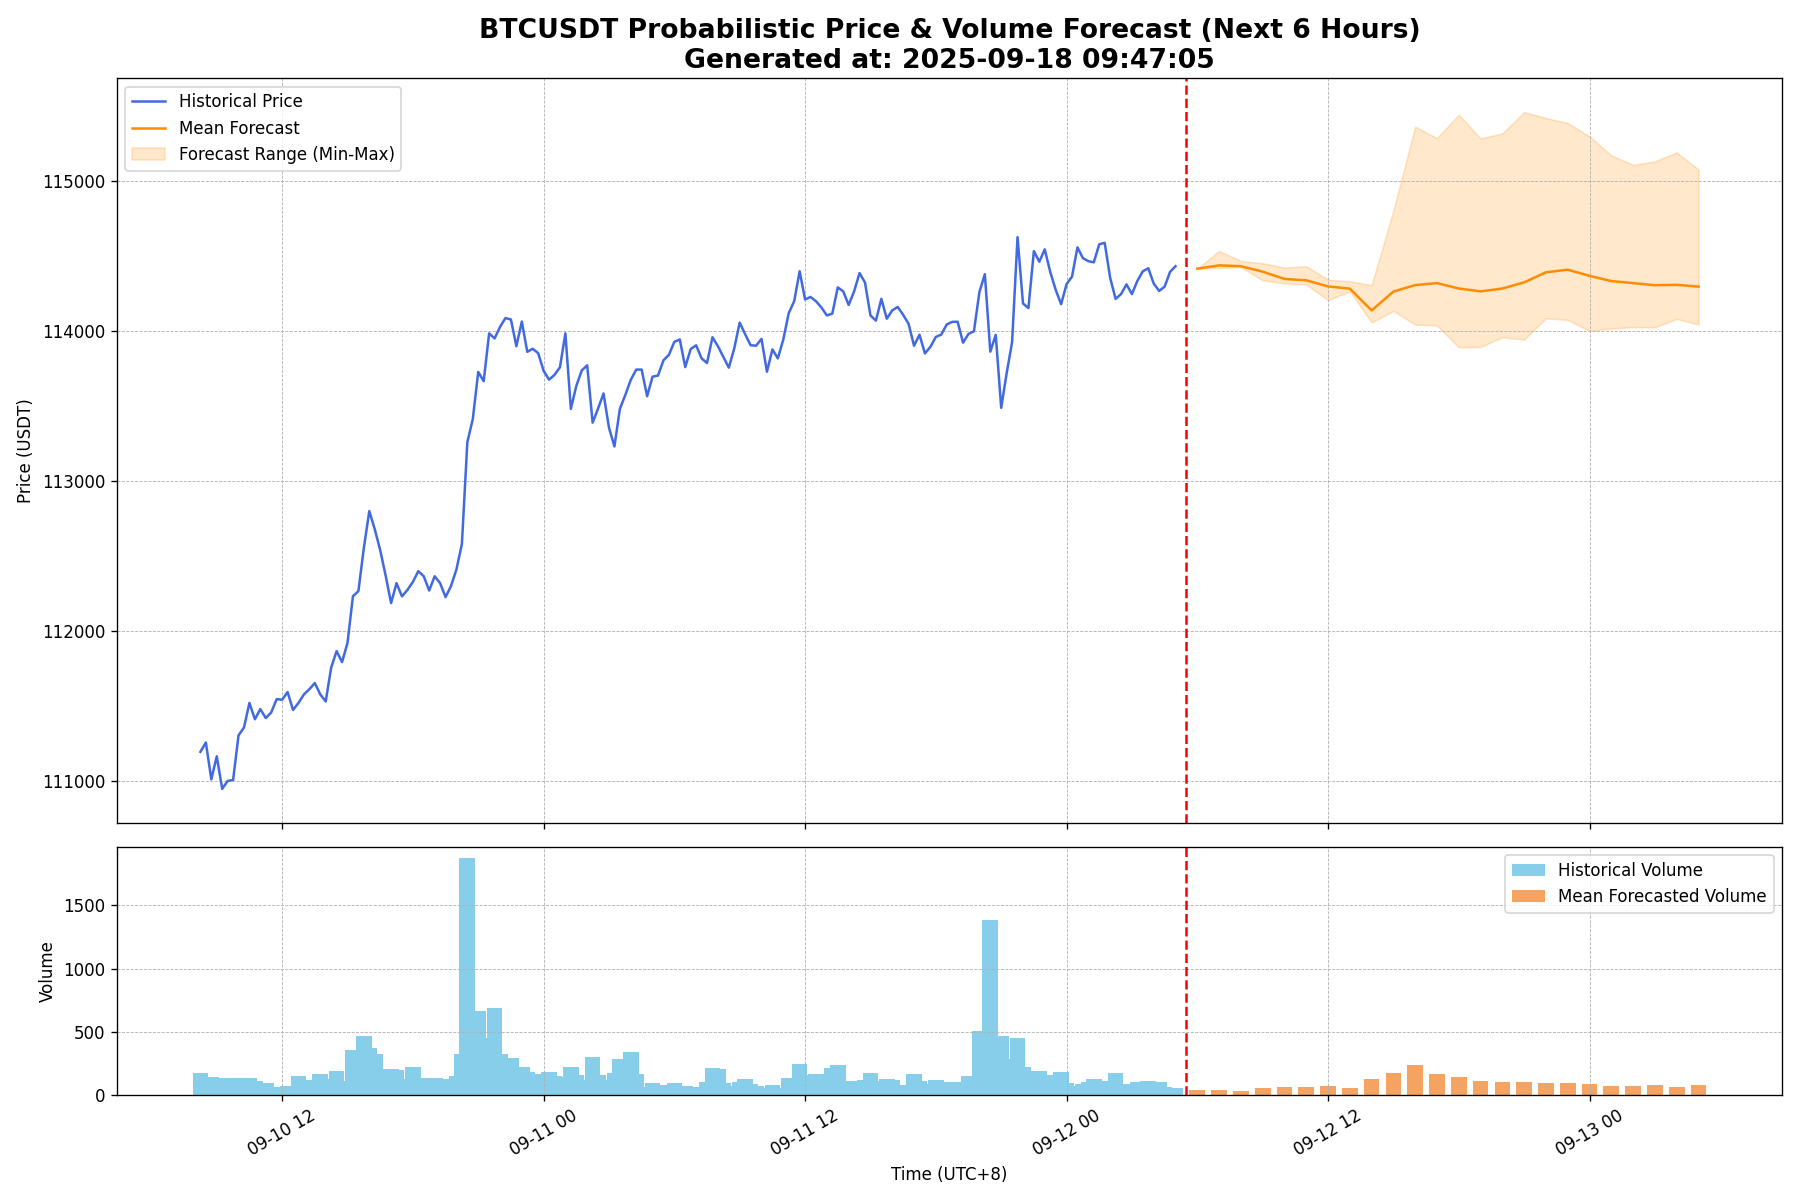 BTCUSDT Probabilistic Price & Volume Forecast (Next 6 Hours)
Generated at: 2025-09-18 09:47:05
Historical Price
Mean Forecast
Forecast Range (Min-Max)
115000
114000
113000
112000
111000
Price (USDT)
Historical Volume
Mean Forecasted Volume
1500
1000
500
0
Volume
09-10 12
09-11 00
09-11 12
09-12 00
09-12 12
09-13 00
Time (UTC+8)